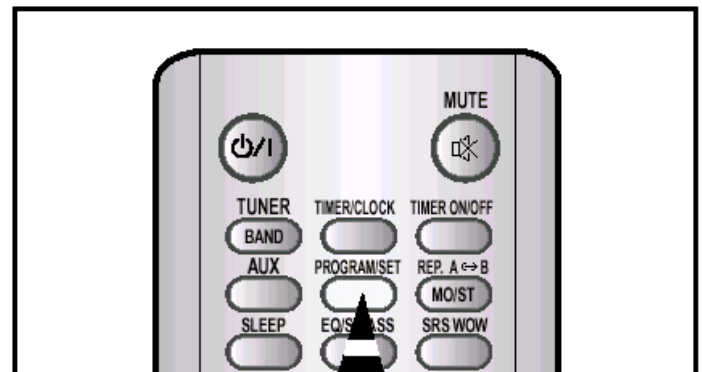 MUTE
⏻/I
TUNER TIMER/CLOCK TIMER ON/OFF
BAND
AUX PROGRAM/SET REP. A↔B
MO/ST
SLEEP SRS WOW